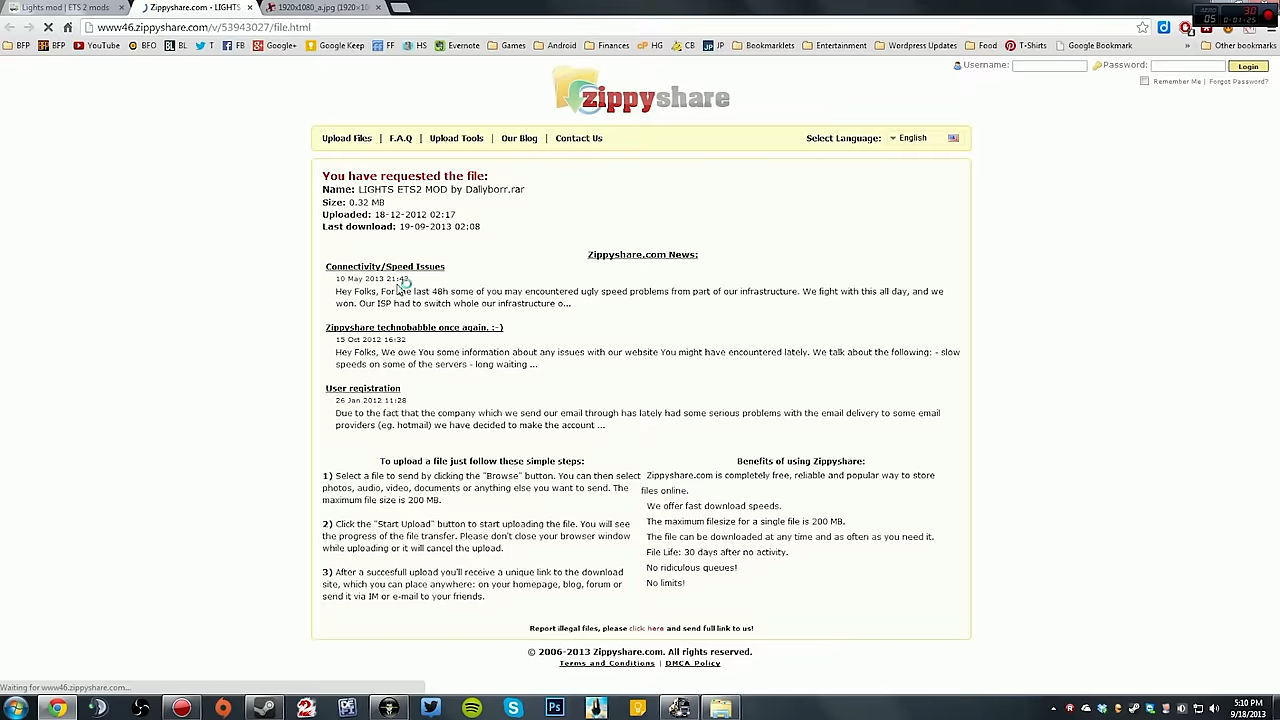 Lights mod | ETS 2 mods
Zippyshare.com - LIGHTS
1920x1080_a.jpg (1920×10
AERO
05
30
0:01:25
www46.zippyshare.com/v/53943027/file.html
BFP
BFP
YouTube
BFO
BL
T
FB
Google+
Google Keep
FF
HS
Evernote
Games
Android
Finances
HG
CB
JP
Bookmarklets
Entertainment
Wordpress Updates
Food
T-Shirts
Google Bookmark
»
Other bookmarks
Username:
Password:
Login
Remember Me | Forgot Password?
zippyshare
Upload Files | F.A.Q | Upload Tools | Our Blog | Contact Us
Select Language: English
You have requested the file:
Name: LIGHTS ETS2 MOD by Dallyborr.rar
Size: 0.32 MB
Uploaded: 18-12-2012 02:17
Last download: 19-09-2013 02:08
Zippyshare.com News:
Connectivity/Speed Issues
10 May 2013 21:42
Hey Folks, For the last 48h some of you may encountered ugly speed problems from part of our infrastructure. We fight with this all day, and we
won. Our ISP had to switch whole our infrastructure o...
Zippyshare technobabble once again. ;-)
15 Oct 2012 16:32
Hey Folks, We owe You some information about any issues with our website You might have encountered lately. We talk about the following: - slow
speeds on some of the servers - long waiting ...
User registration
26 Jan 2012 11:28
Due to the fact that the company which we send our email through has lately had some serious problems with the email delivery to some email
providers (eg. hotmail) we have decided to make the account ...
To upload a file just follow these simple steps:
1) Select a file to send by clicking the "Browse" button. You can then select
photos, audio, video, documents or anything else you want to send. The
maximum file size is 200 MB.
2) Click the "Start Upload" button to start uploading the file. You will see
the progress of the file transfer. Please don't close your browser window
while uploading or it will cancel the upload.
3) After a succesfull upload you'll receive a unique link to the download
site, which you can place anywhere: on your homepage, blog, forum or
send it via IM or e-mail to your friends.
Benefits of using Zippyshare:
Zippyshare.com is completely free, reliable and popular way to store
files online.
We offer fast download speeds.
The maximum filesize for a single file is 200 MB.
The file can be downloaded at any time and as often as you need it.
File Life: 30 days after no activity.
No ridiculous queues!
No limits!
Report illegal files, please click here and send full link to us!
© 2006-2013 Zippyshare.com. All rights reserved.
Terms and Conditions | DMCA Policy
Waiting for www46.zippyshare.com...
5:10 PM
9/18/2013